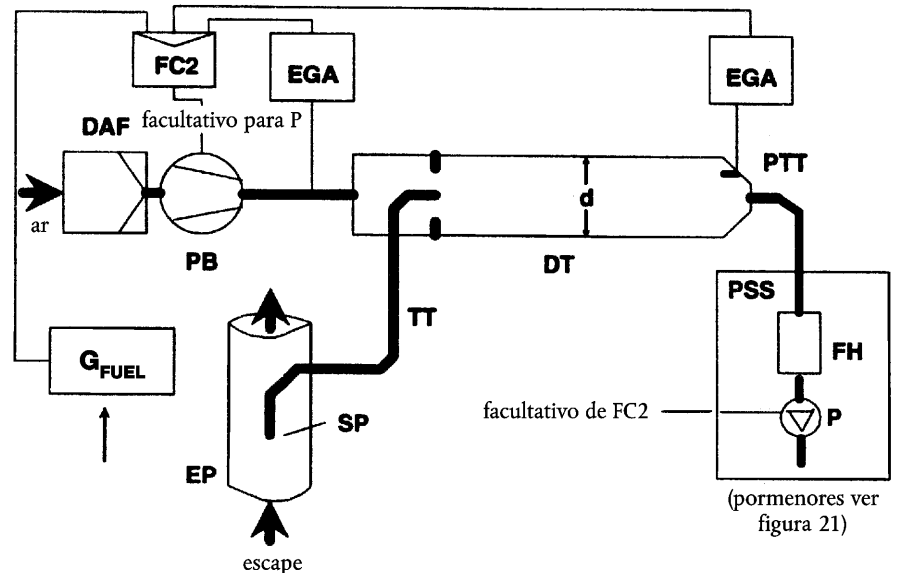 FC2
EGA
EGA
DAF
facultativo para P
PTT
ar
d
PB
DT
PSS
TT
G FUEL
FH
facultativo de FC2
P
SP
EP
(pormenores ver
figura 21)
escape